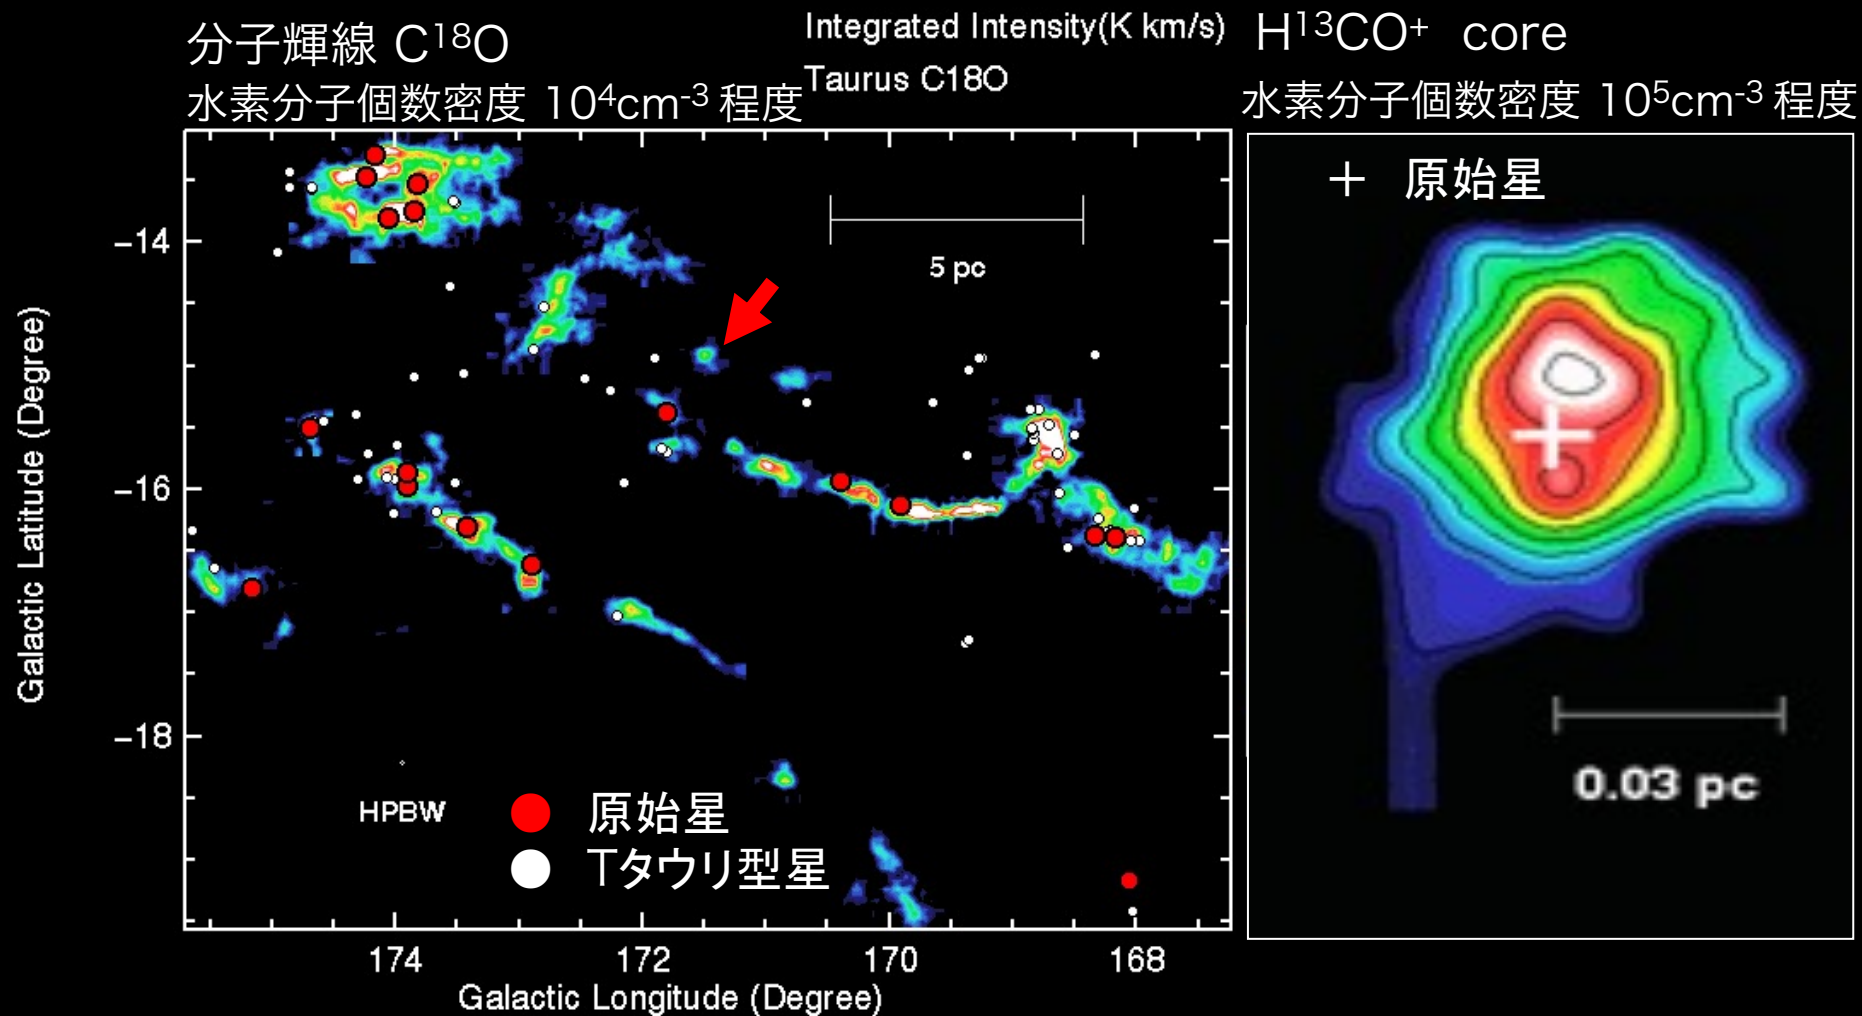 分子輝線 C¹⁸O
水素分子個数密度 10⁴cm⁻³ 程度
Integrated Intensity(K km/s)
Taurus C18O
H¹³CO⁺ core
水素分子個数密度 10⁵cm⁻³ 程度
Galactic Latitude (Degree)
−14
−16
−18
5 pc
HPBW
原始星
Tタウリ型星
174
172
170
168
Galactic Longitude (Degree)
+ 原始星
0.03 pc